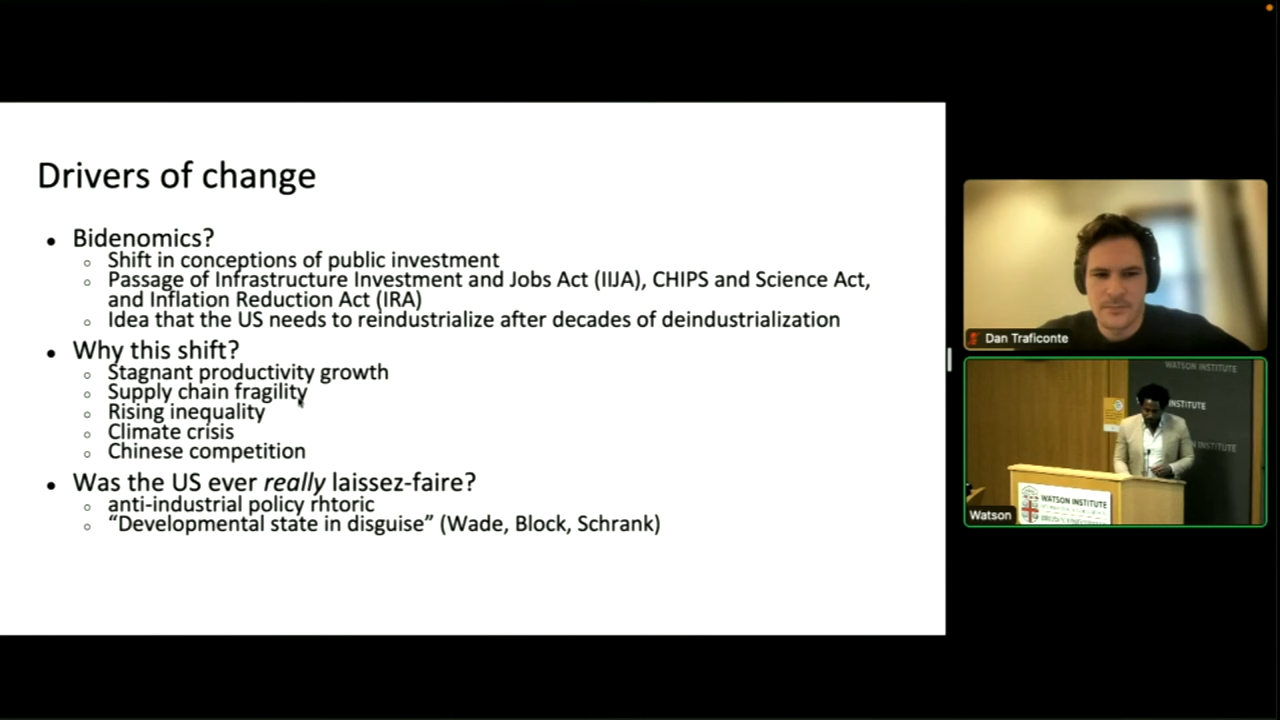 Drivers of change
• Bidenomics?
○ Shift in conceptions of public investment
○ Passage of Infrastructure Investment and Jobs Act (IIJA), CHIPS and Science Act,
and Inflation Reduction Act (IRA)
○ Idea that the US needs to reindustrialize after decades of deindustrialization
• Why this shift?
○ Stagnant productivity growth
○ Supply chain fragility
○ Rising inequality
○ Climate crisis
○ Chinese competition
• Was the US ever really laissez-faire?
○ anti-industrial policy rhtoric
○ “Developmental state in disguise” (Wade, Block, Schrank)
Dan Traficonte
WATSON INSTITUTE
INSTITUTE
N INSTITUTE
WATSON INSTITUTE
Watson